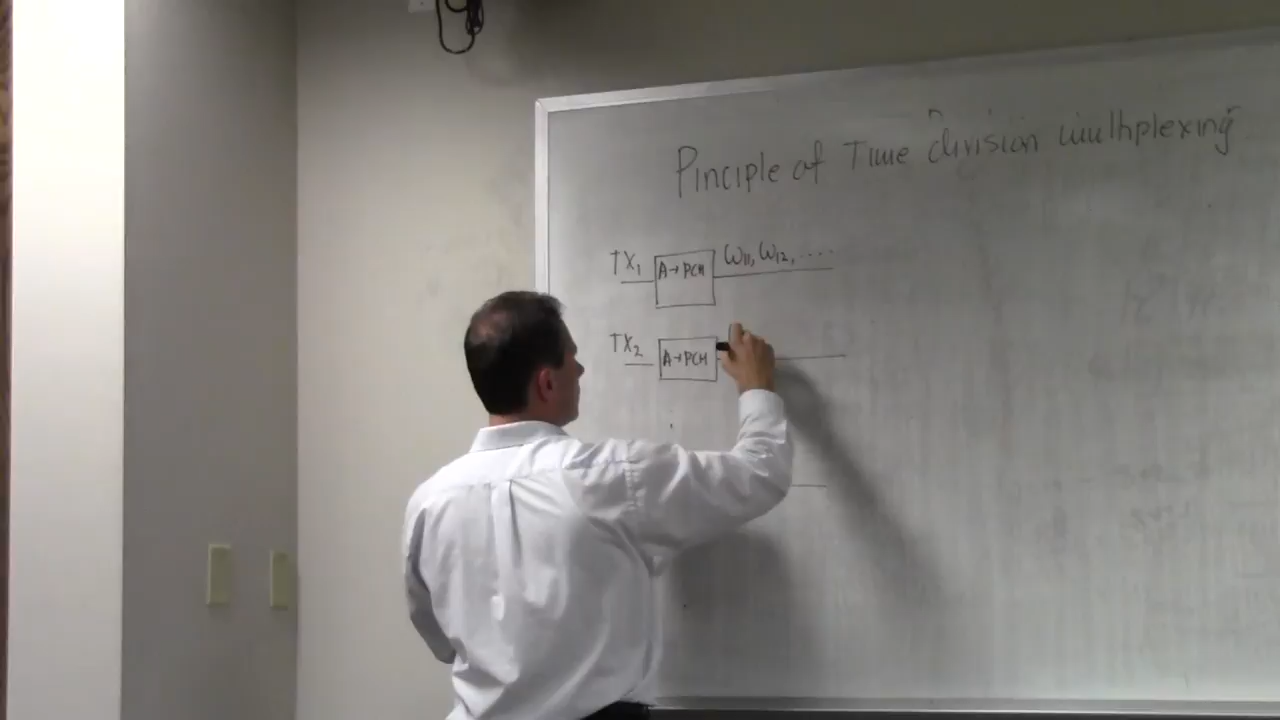 Pinciple of Time division multiplexing
TX₁ A→PCM ω₁₁, ω₁₂, ....
TX₂ A→PCM